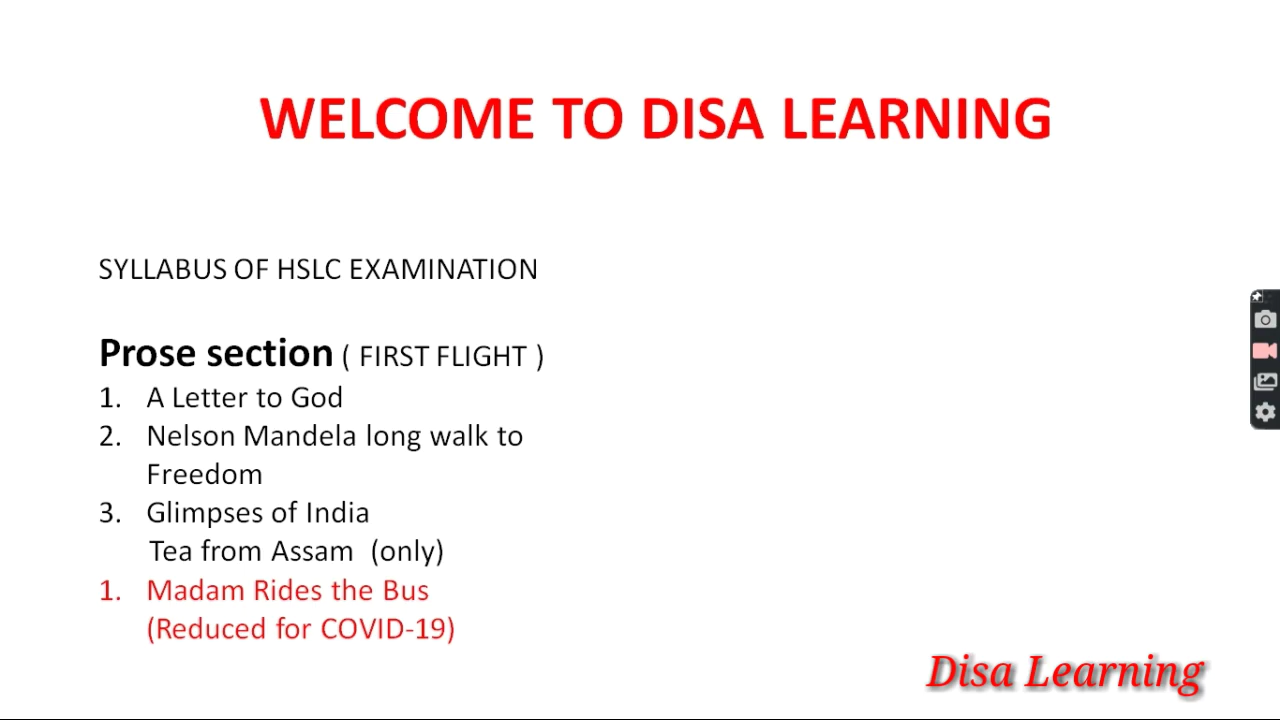 WELCOME TO DISA LEARNING
SYLLABUS OF HSLC EXAMINATION
Prose section ( FIRST FLIGHT )
1. A Letter to God
2. Nelson Mandela long walk to
Freedom
3. Glimpses of India
Tea from Assam (only)
1. Madam Rides the Bus
(Reduced for COVID-19)
Disa Learning